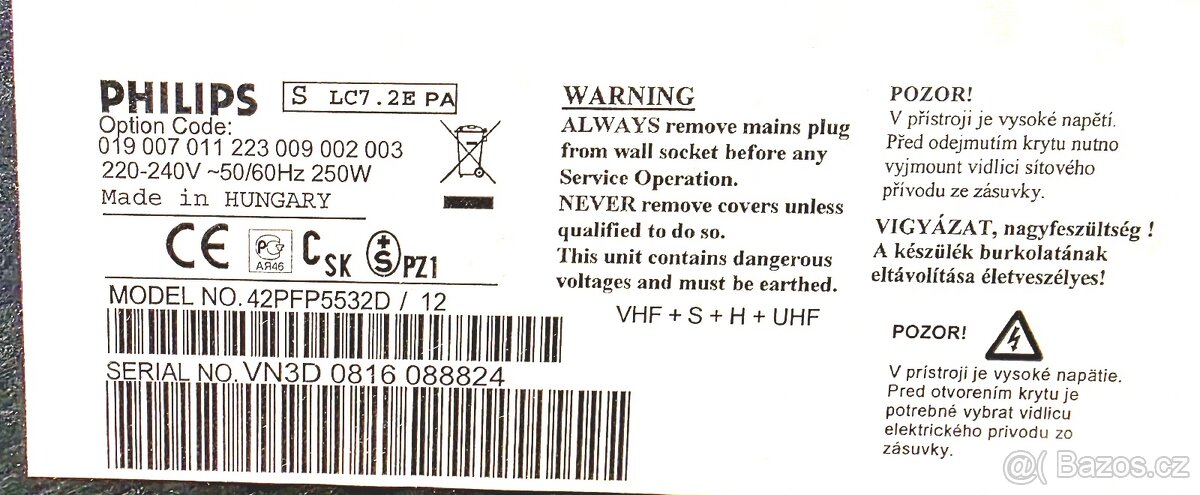 PHILIPS S LC7.2E PA
Option Code:
019 007 011 223 009 002 003
220-240V ~50/60Hz 250W
Made in HUNGARY
CE PG АЯ46 CSK +S PZ1
MODEL NO. 42PFP5532D / 12
SERIAL NO. VN3D 0816 088824
WARNING
ALWAYS remove mains plug
from wall socket before any
Service Operation.
NEVER remove covers unless
qualified to do so.
This unit contains dangerous
voltages and must be earthed.
VHF + S + H + UHF
POZOR!
V přístroji je vysoké napětí.
Před odejmutím krytu nutno
vyjmount vidlici sítového
přívodu ze zásuvky.
VIGYÁZAT, nagyfeszültség !
A készülék burkolatának
eltávolítása életveszélyes!
POZOR!
V prístroji je vysoké napätie.
Pred otvorením krytu je
potrebné vybrat vidlicu
elektrického privodu zo
zásuvky.
@( Bazos.cz